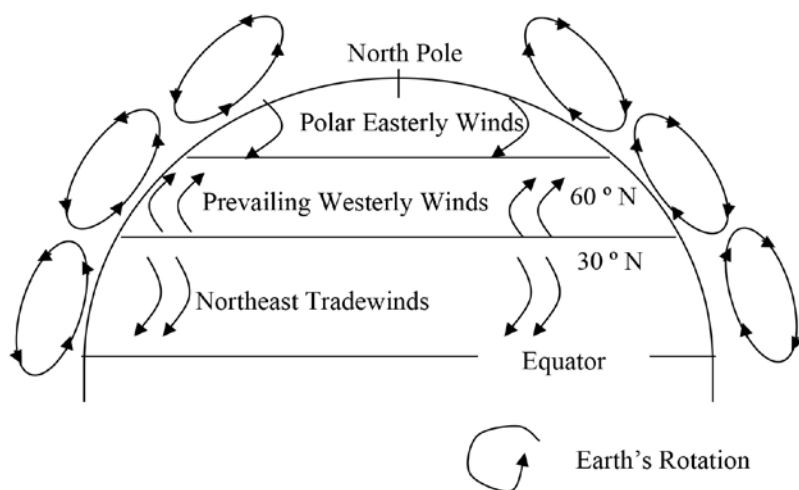 North Pole
Polar Easterly Winds
Prevailing Westerly Winds
60 º N
30 º N
Northeast Tradewinds
Equator
Earth's Rotation